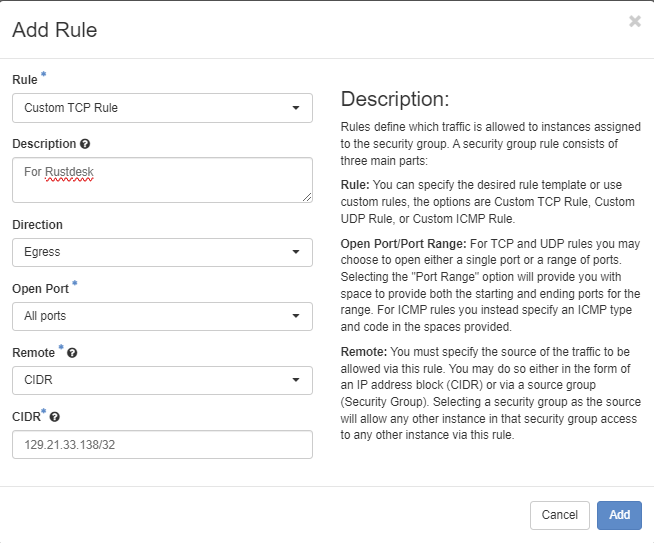 Add Rule
×
Rule *
Custom TCP Rule
Description ?
For Rustdesk
Direction
Egress
Open Port *
All ports
Remote * ?
CIDR
CIDR* ?
129.21.33.138/32
Description:
Rules define which traffic is allowed to instances assigned
to the security group. A security group rule consists of
three main parts:
Rule: You can specify the desired rule template or use
custom rules, the options are Custom TCP Rule, Custom
UDP Rule, or Custom ICMP Rule.
Open Port/Port Range: For TCP and UDP rules you may
choose to open either a single port or a range of ports.
Selecting the "Port Range" option will provide you with
space to provide both the starting and ending ports for the
range. For ICMP rules you instead specify an ICMP type
and code in the spaces provided.
Remote: You must specify the source of the traffic to be
allowed via this rule. You may do so either in the form of
an IP address block (CIDR) or via a source group
(Security Group). Selecting a security group as the source
will allow any other instance in that security group access
to any other instance via this rule.
Cancel
Add